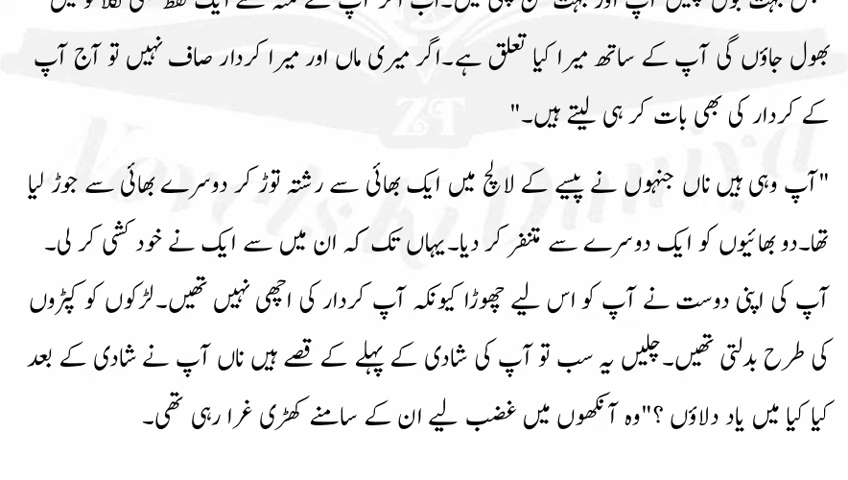 بھول جاؤں گی آپ کے ساتھ میرا کیا تعلق ہے۔اگر میری ماں اور میرا کردار صاف نہیں تو آج آپ
کے کردار کی بھی بات کر ہی لیتے ہیں۔"
"آپ وہی ہیں ناں جنہوں نے پیسے کے لالچ میں ایک بھائی سے رشتہ توڑ کر دوسرے بھائی سے جوڑ لیا
تھا۔دو بھائیوں کو ایک دوسرے سے متنفر کر دیا۔یہاں تک کہ ان میں سے ایک نے خود کشی کر لی۔
آپ کی اپنی دوست نے آپ کو اس لیے چھوڑا کیونکہ آپ کردار کی اچھی نہیں تھیں۔لڑکوں کو کپڑوں
کی طرح بدلتی تھیں۔چلیں یہ سب تو آپ کی شادی کے پہلے کے قصے ہیں ناں آپ نے شادی کے بعد
کیا کیا میں یاد دلاؤں ؟"وہ آنکھوں میں غضب لیے ان کے سامنے کھڑی غرا رہی تھی۔